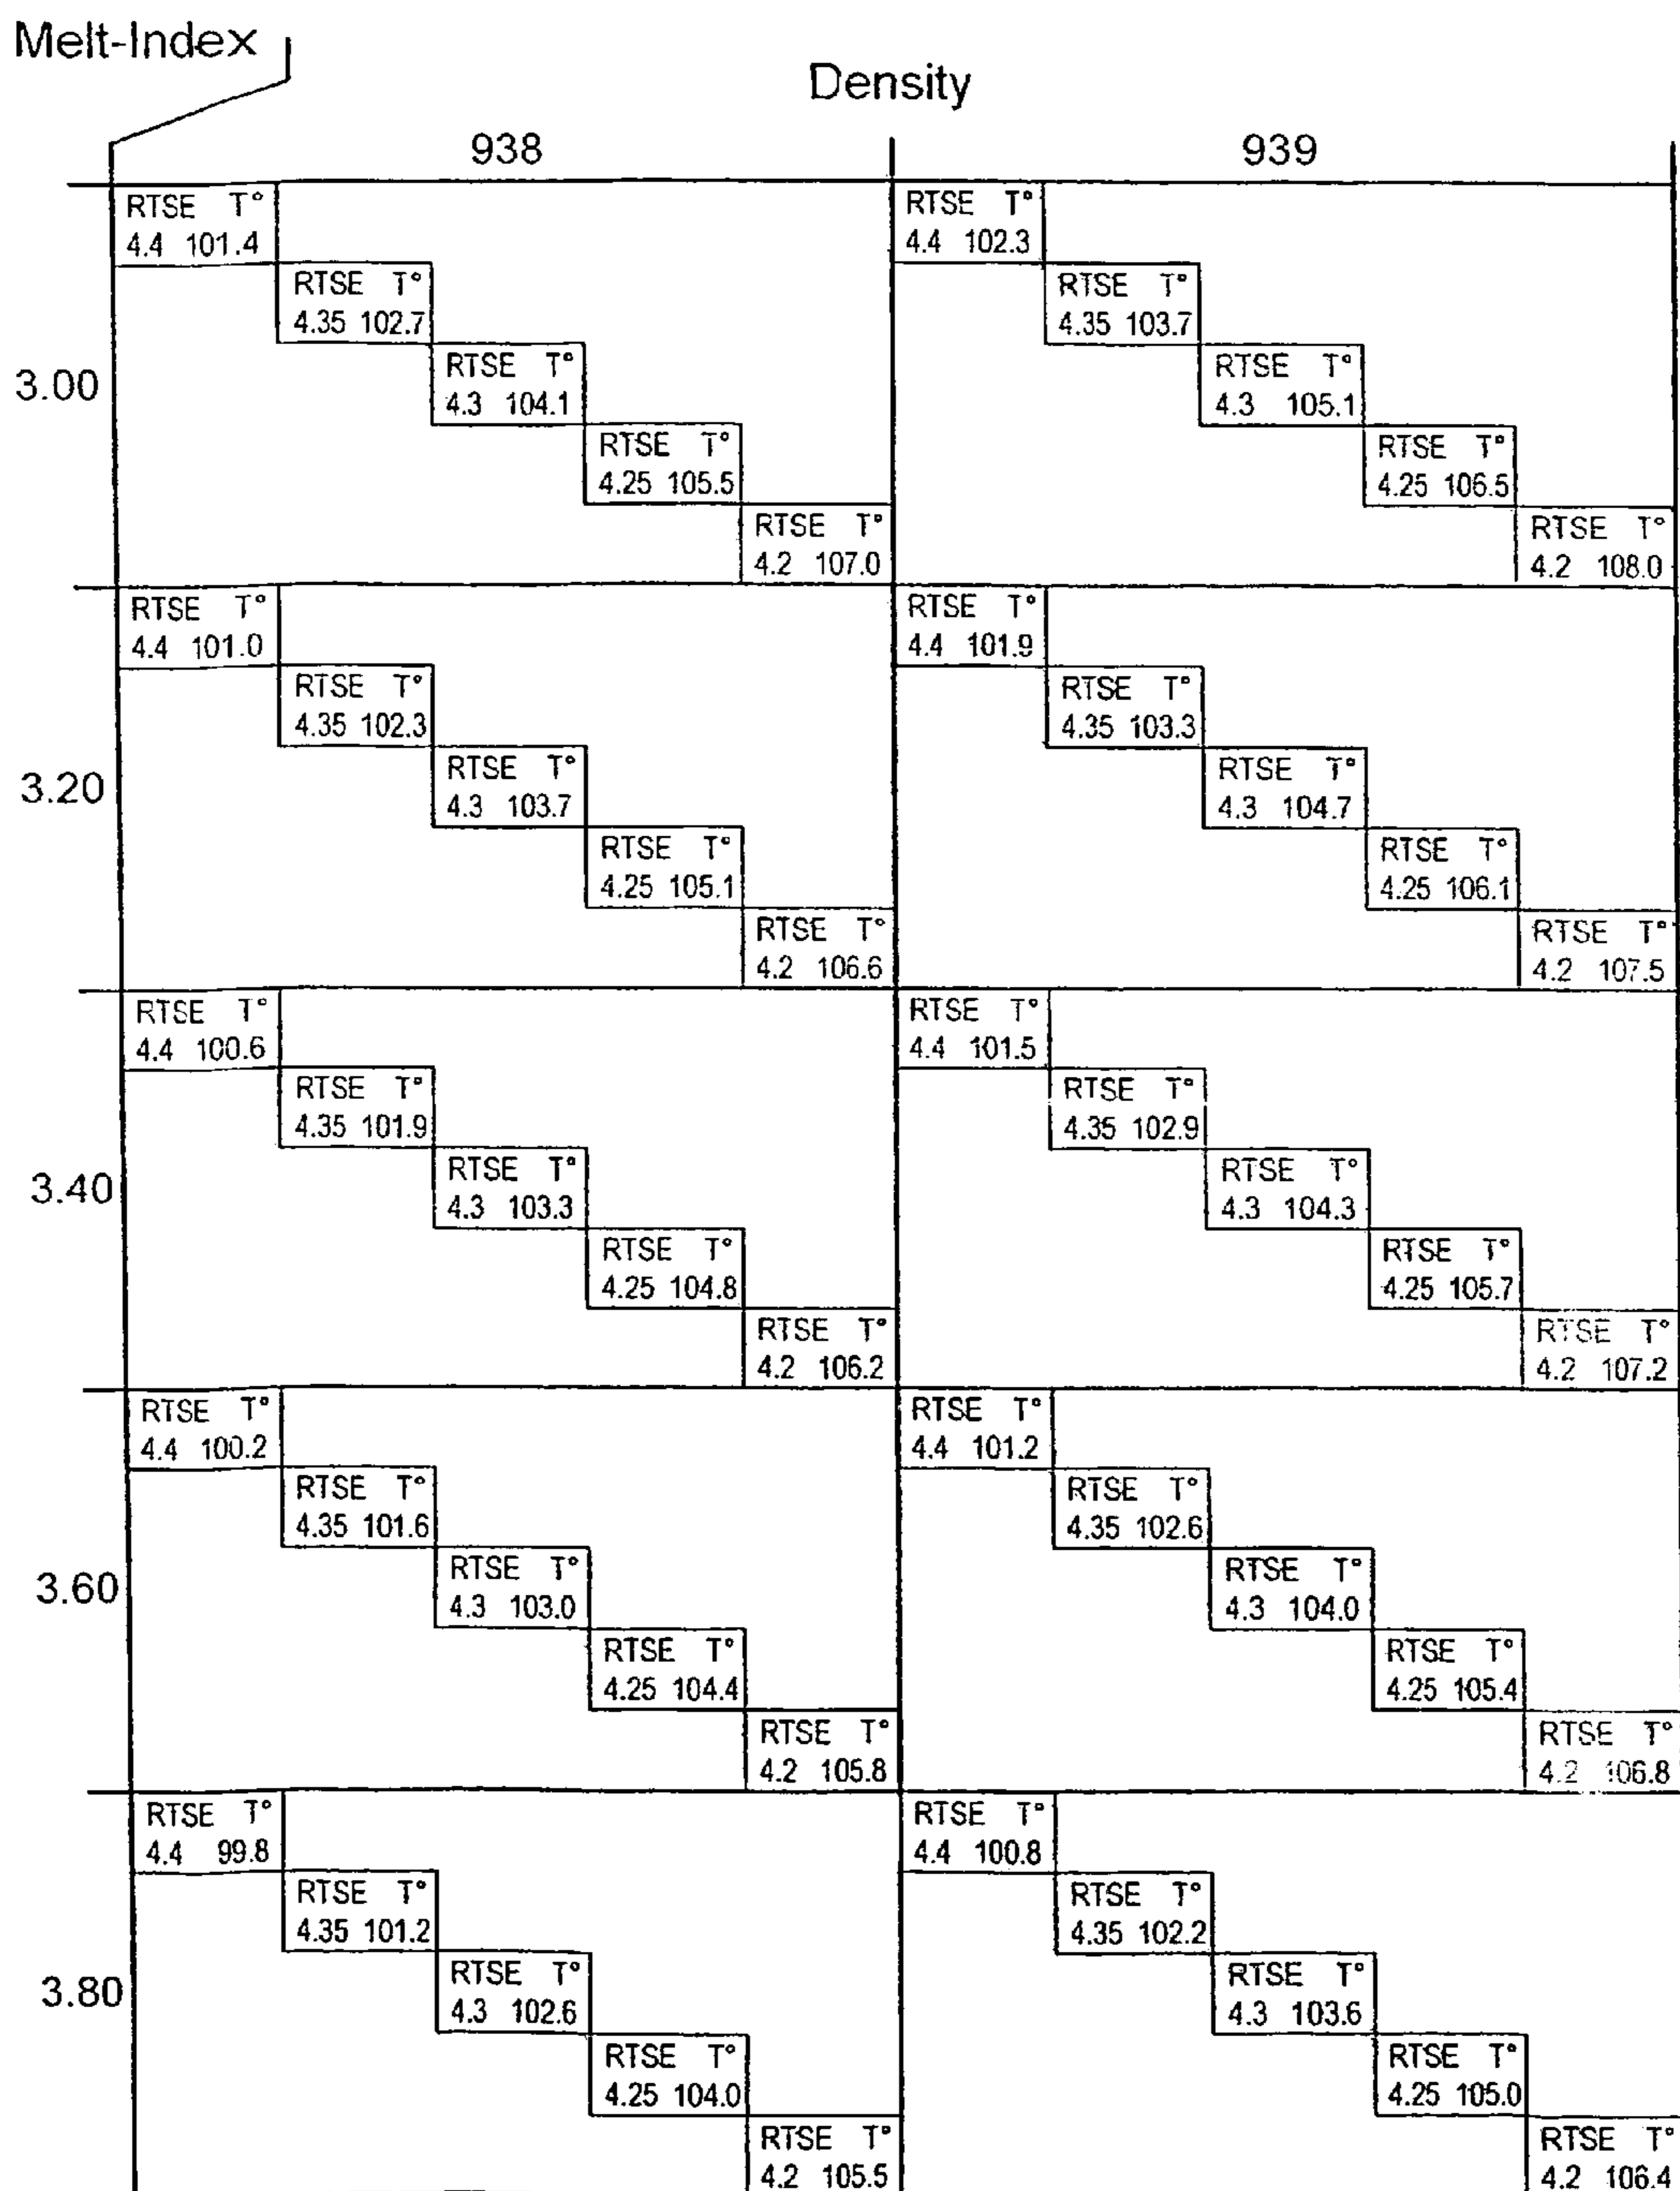 Melt-Index
Density
938 939
RTSE T° RTSE T°
4.4 101.4 4.4 102.3
RTSE T° RTSE T°
4.35 102.7 4.35 103.7
3.00
RTSE T° RTSE T°
4.3 104.1 4.3 105.1
RTSE T° RTSE T°
4.25 105.5 4.25 106.5
RTSE T° RTSE T°
4.2 107.0 4.2 108.0
RTSE T° RTSE T°
4.4 101.0 4.4 101.9
RTSE T° RTSE T°
4.35 102.3 4.35 103.3
3.20
RTSE T° RTSE T°
4.3 103.7 4.3 104.7
RTSE T° RTSE T°
4.25 105.1 4.25 106.1
RTSE T° RTSE T°
4.2 106.6 4.2 107.5
RTSE T° RTSE T°
4.4 100.6 4.4 101.5
RTSE T° RTSE T°
4.35 101.9 4.35 102.9
3.40
RTSE T° RTSE T°
4.3 103.3 4.3 104.3
RTSE T° RTSE T°
4.25 104.8 4.25 105.7
RTSE T° RTSE T°
4.2 106.2 4.2 107.2
RTSE T° RTSE T°
4.4 100.2 4.4 101.2
RTSE T° RTSE T°
4.35 101.6 4.35 102.6
3.60
RTSE T° RTSE T°
4.3 103.0 4.3 104.0
RTSE T° RTSE T°
4.25 104.4 4.25 105.4
RTSE T° RTSE T°
4.2 105.8 4.2 106.8
RTSE T° RTSE T°
4.4 99.8 4.4 100.8
RTSE T° RTSE T°
4.35 101.2 4.35 102.2
3.80
RTSE T° RTSE T°
4.3 102.6 4.3 103.6
RTSE T° RTSE T°
4.25 104.0 4.25 105.0
RTSE T° RTSE T°
4.2 105.5 4.2 106.4